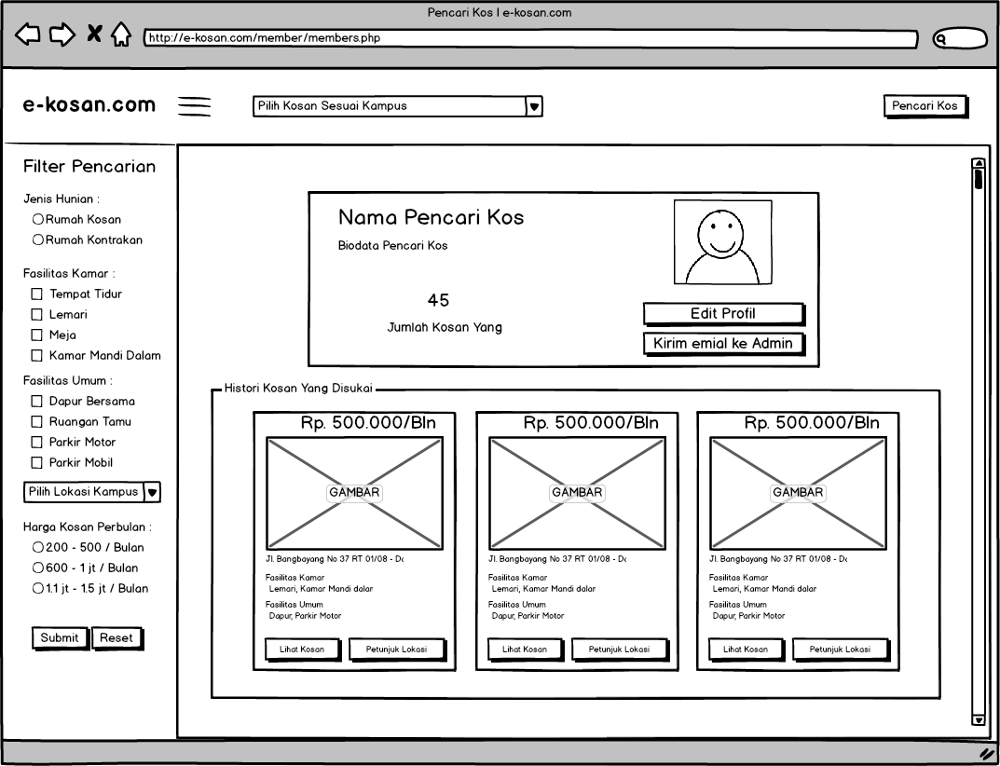 Pencari Kos | e-kosan.com
http://e-kosan.com/member/members.php
e-kosan.com
Pilih Kosan Sesuai Kampus
Pencari Kos
Filter Pencarian
Jenis Hunian :
Rumah Kosan
Rumah Kontrakan
Fasilitas Kamar :
Tempat Tidur
Lemari
Meja
Kamar Mandi Dalam
Fasilitas Umum :
Dapur Bersama
Ruangan Tamu
Parkir Motor
Parkir Mobil
Pilih Lokasi Kampus
Harga Kosan Perbulan :
200 - 500 / Bulan
600 - 1 jt / Bulan
1.1 jt - 1.5 jt / Bulan
Submit
Reset
Nama Pencari Kos
Biodata Pencari Kos
45
Jumlah Kosan Yang
Edit Profil
Kirim emial ke Admin
Histori Kosan Yang Disukai
Rp. 500.000/Bln
GAMBAR
Jl. Bangbayang No 37 RT 01/08 -
Fasilitas Kamar
Lemari, Kamar Mandi dalar
Fasilitas Umum
Dapur, Parkir Motor
Lihat Kosan
Petunjuk Lokasi
Rp. 500.000/Bln
GAMBAR
Jl. Bangbayang No 37 RT 01/08 -
Fasilitas Kamar
Lemari, Kamar Mandi dalar
Fasilitas Umum
Dapur, Parkir Motor
Lihat Kosan
Petunjuk Lokasi
Rp. 500.000/Bln
GAMBAR
Jl. Bangbayang No 37 RT 01/08 -
Fasilitas Kamar
Lemari, Kamar Mandi dalar
Fasilitas Umum
Dapur, Parkir Motor
Lihat Kosan
Petunjuk Lokasi